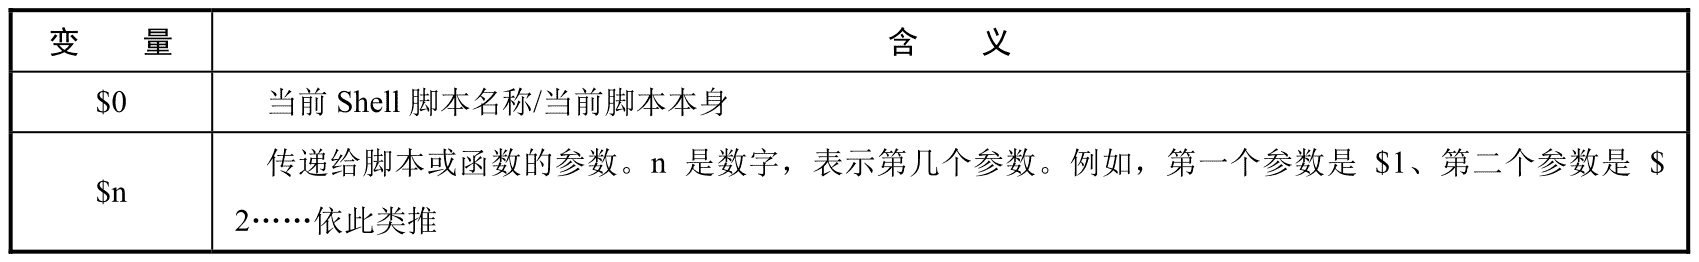 变 量 含 义
$0 当前 Shell 脚本名称/当前脚本本身
$n 传递给脚本或函数的参数。n 是数字，表示第几个参数。例如，第一个参数是 $1、第二个参数是 $
2……依此类推